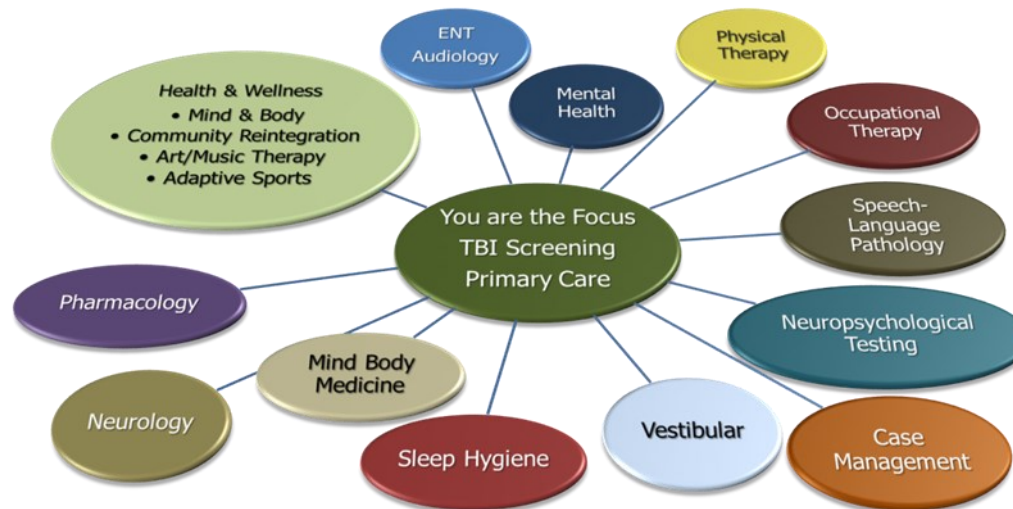 ENT
Audiology
Physical
Therapy
Health & Wellness
• Mind & Body
• Community Reintegration
• Art/Music Therapy
• Adaptive Sports
Mental
Health
Occupational
Therapy
You are the Focus
TBI Screening
Primary Care
Speech-
Language
Pathology
Pharmacology
Neuropsychological
Testing
Mind Body
Medicine
Neurology
Sleep Hygiene
Vestibular
Case
Management